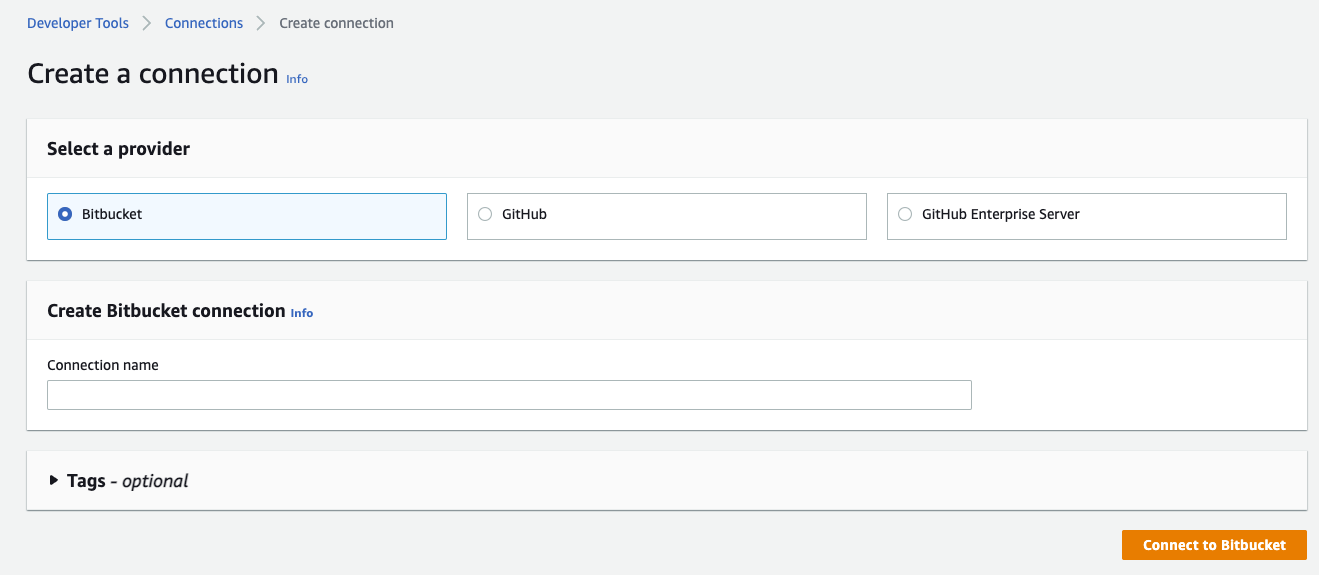 Developer Tools > Connections > Create connection
Create a connection Info
Select a provider
Bitbucket GitHub GitHub Enterprise Server
Create Bitbucket connection Info
Connection name
Tags - optional
Connect to Bitbucket